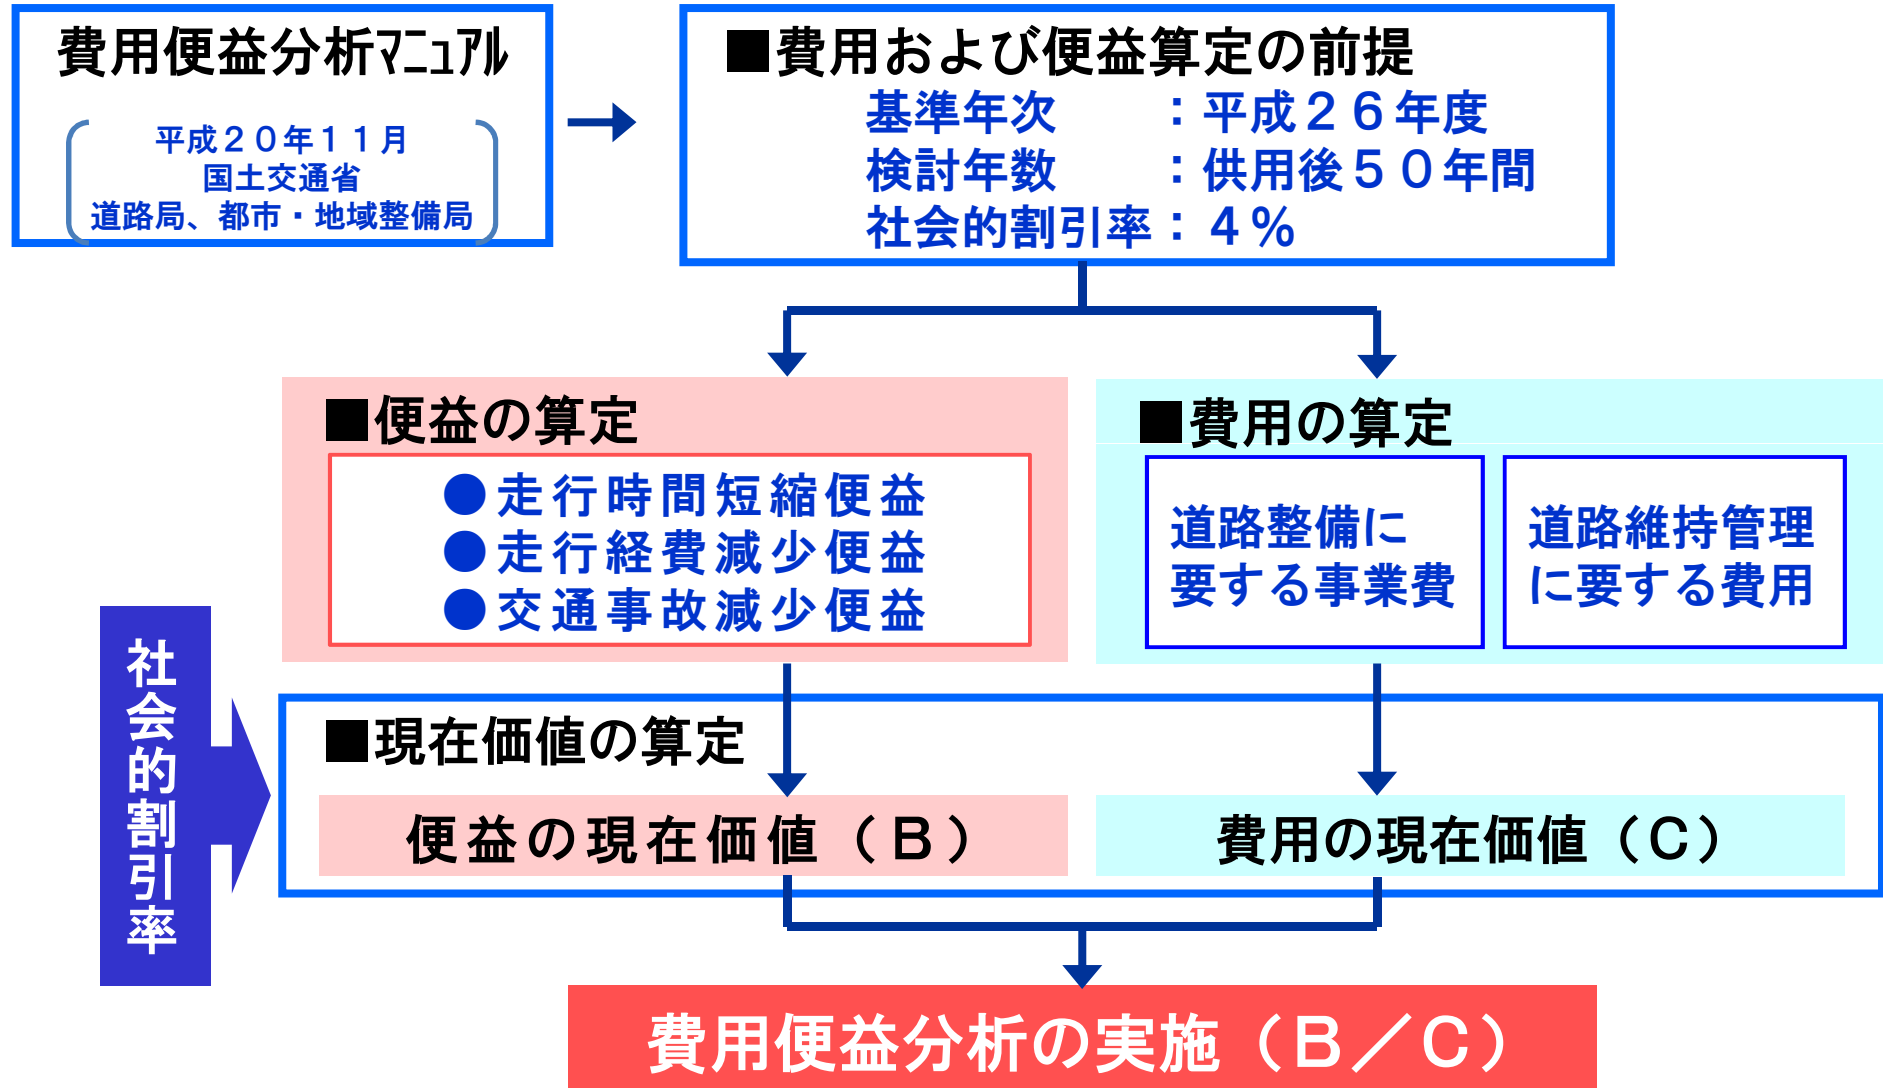 費用便益分析ﾏﾆｭｱﾙ
平成２０年１１月
国土交通省
道路局、都市・地域整備局
■費用および便益算定の前提
基準年次　　：平成２６年度
検討年数　　：供用後５０年間
社会的割引率：４％
■便益の算定
●走行時間短縮便益
●走行経費減少便益
●交通事故減少便益
■費用の算定
道路整備に
要する事業費
道路維持管理
に要する費用
社会的割引率
■現在価値の算定
便益の現在価値（Ｂ）
費用の現在価値（Ｃ）
費用便益分析の実施（Ｂ／Ｃ）